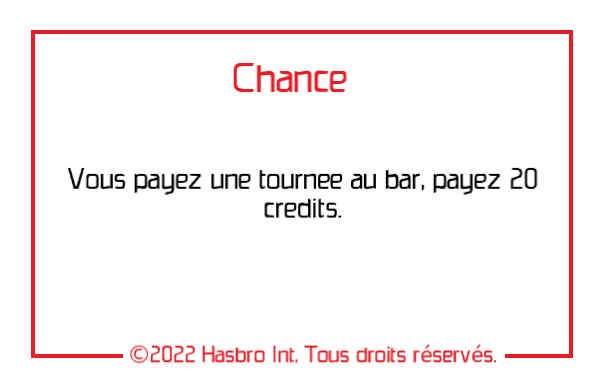 Chance
Vous payez une tournee au bar, payez 20
credits.
©2022 Hasbro Int. Tous droits réservés.